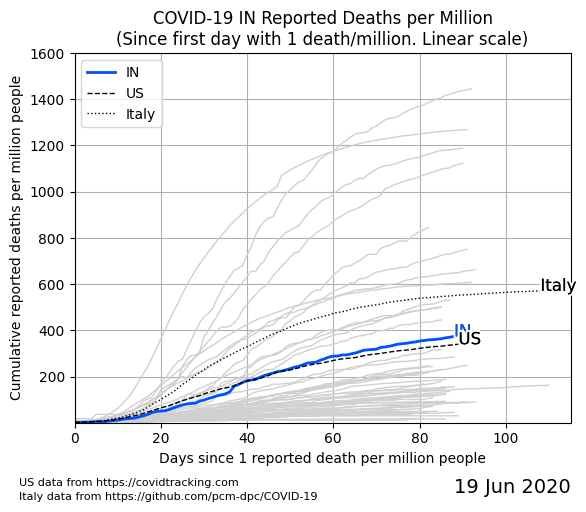 COVID-19 IN Reported Deaths per Million
(Since first day with 1 death/million. Linear scale)
Cumulative reported deaths per million people
1600
1400
1200
1000
800
600
400
200
IN
US
Italy
Italy
IN
US
0
20
40
60
80
100
Days since 1 reported death per million people
US data from https://covidtracking.com
Italy data from https://github.com/pcm-dpc/COVID-19
19 Jun 2020